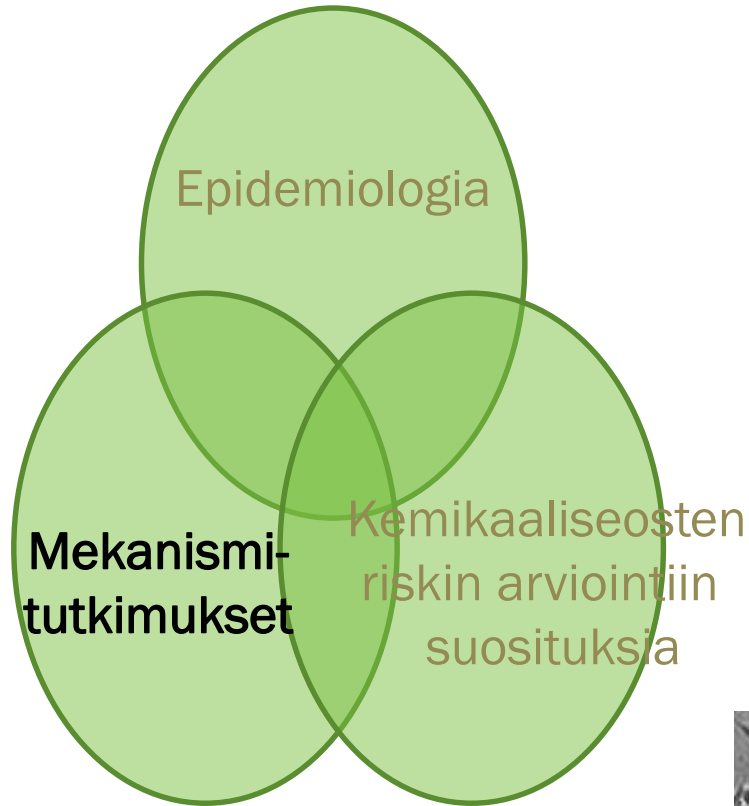 Epidemiologia
Mekanismi-
tutkimukset
Kemikaaliseosten
riskin arviointiin
suosituksia